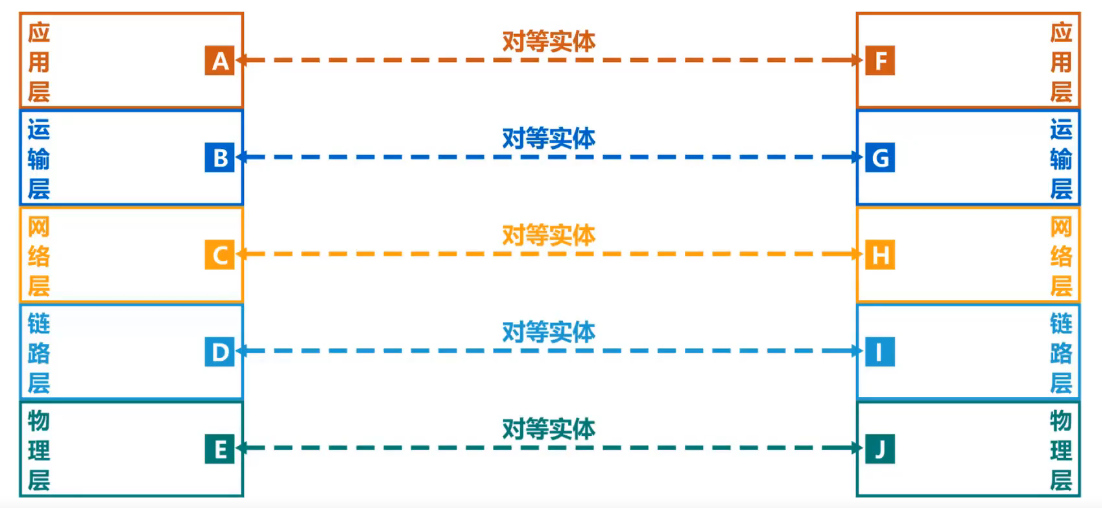 应用层 A 对等实体 F 应用层
运输层 B 对等实体 G 运输层
网络层 C 对等实体 H 网络层
链路层 D 对等实体 I 链路层
物理层 E 对等实体 J 物理层